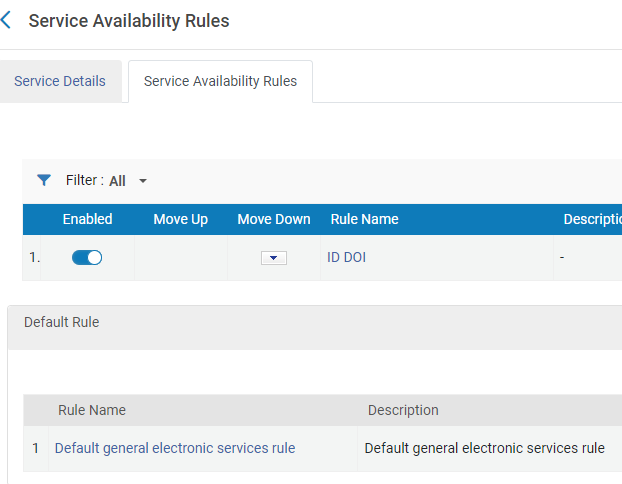 Service Availability Rules
Service Details Service Availability Rules
Filter : All
Enabled Move Up Move Down Rule Name Descriptio
1. ID DOI -
Default Rule
Rule Name Description
1 Default general electronic services rule Default general electronic services rule